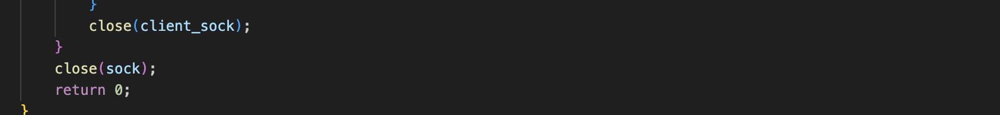 }
close(client_sock);
}
close(sock);
return 0;
}